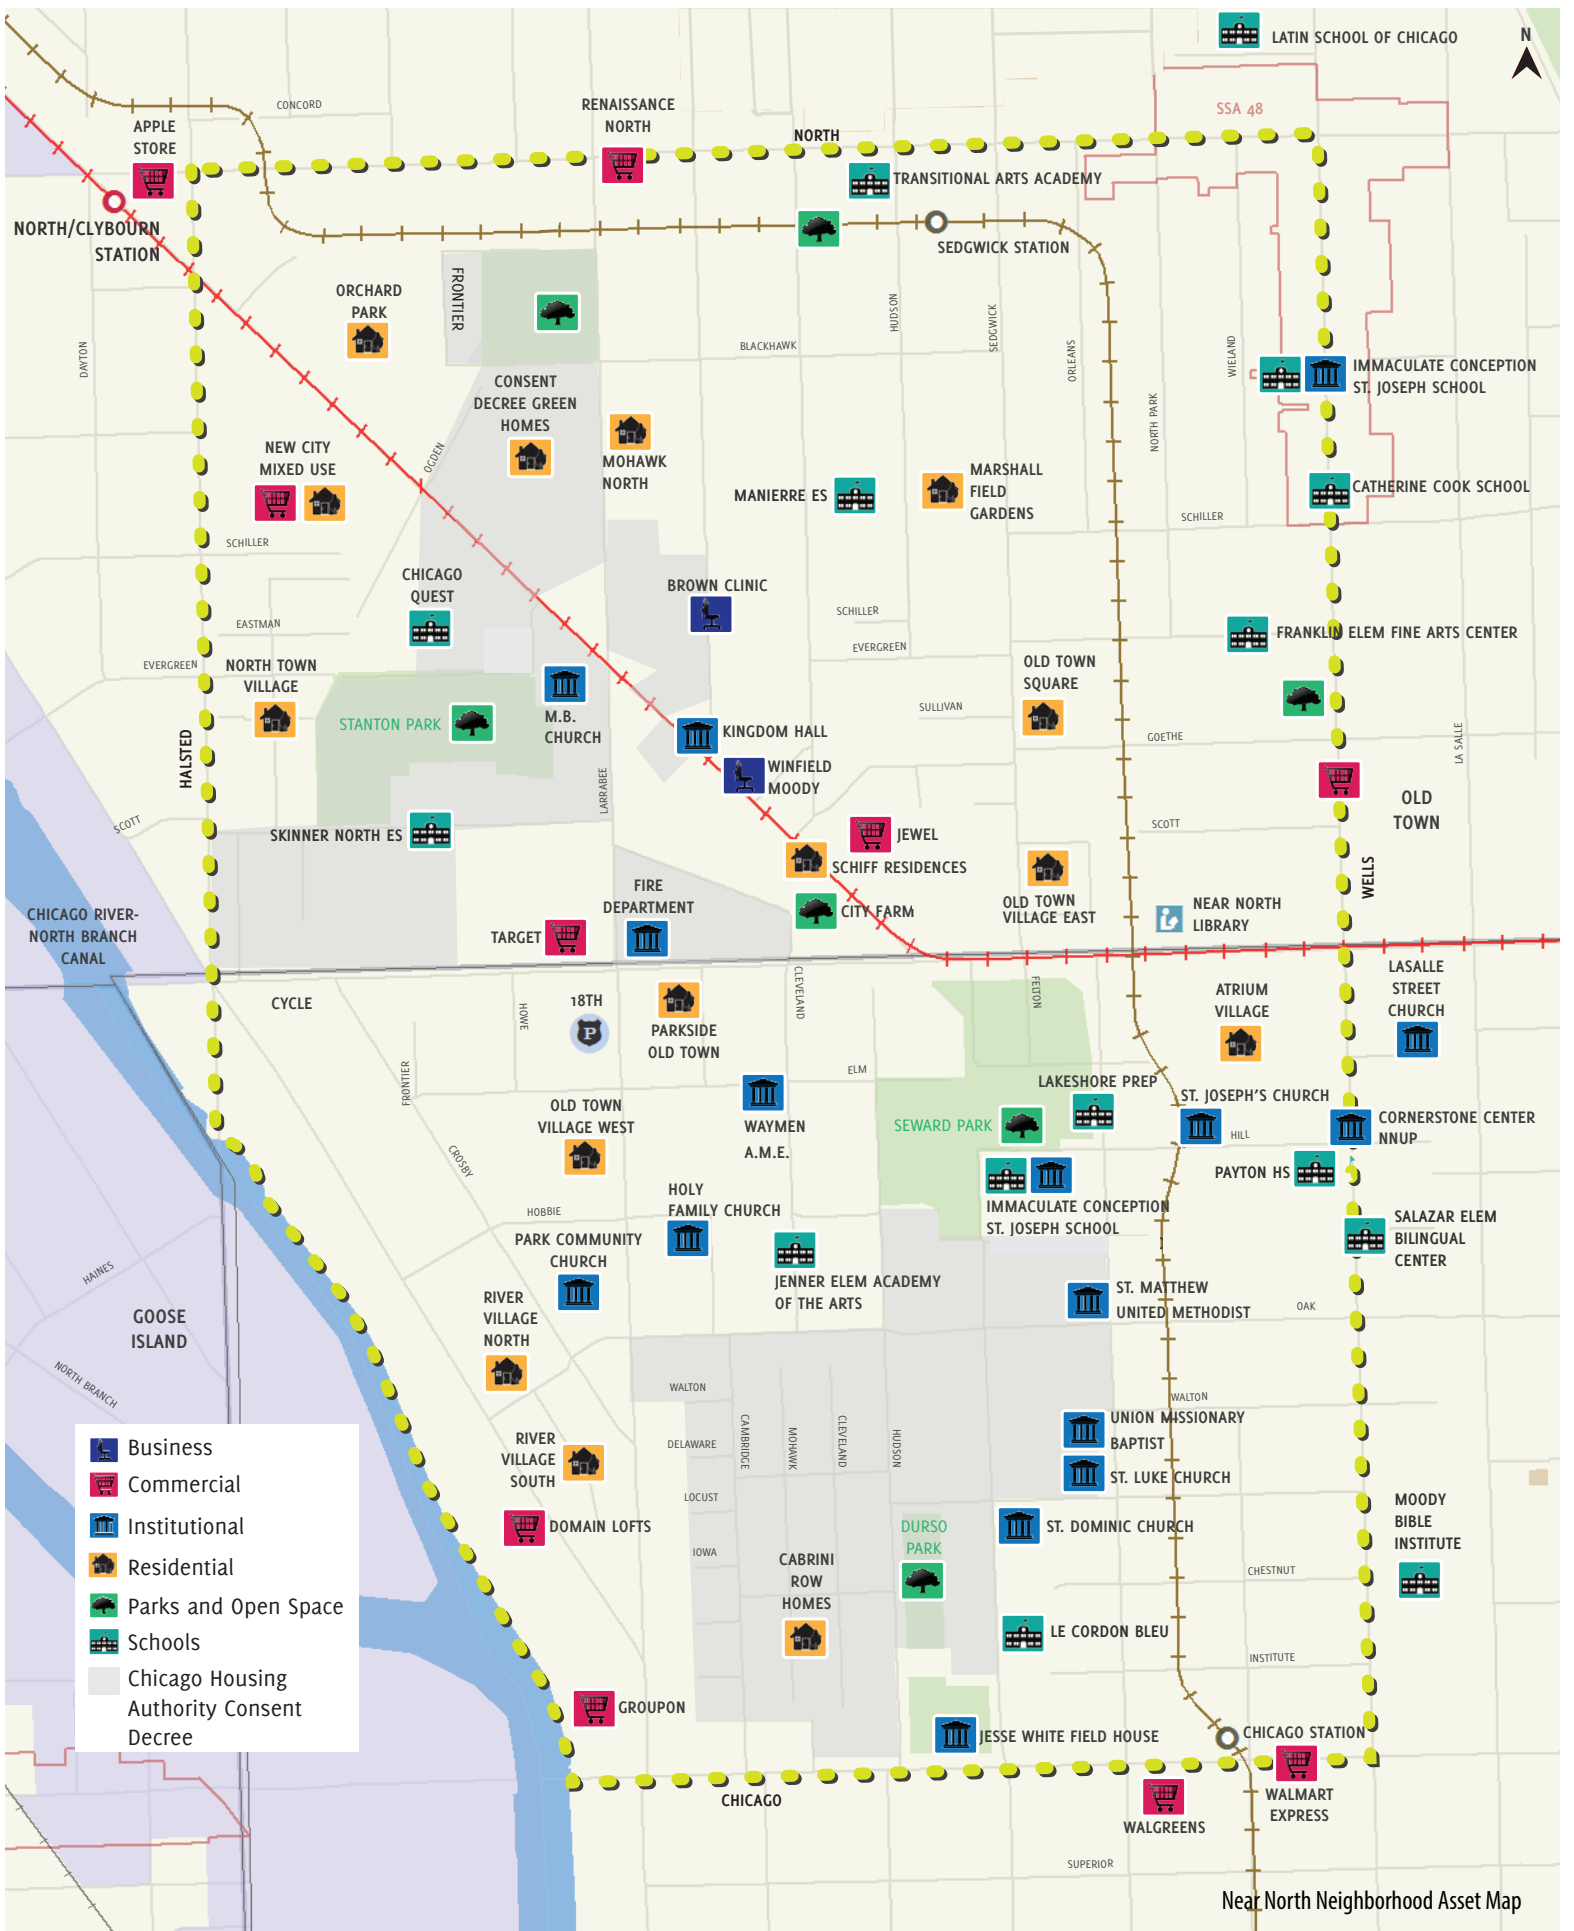 LATIN SCHOOL OF CHICAGO
N
SSA 48
CONCORD
RENAISSANCE
NORTH
NORTH
APPLE
STORE
TRANSITIONAL ARTS ACADEMY
NORTH/CLYBOURN
STATION
SEDGWICK STATION
ORCHARD
PARK
FRONTIER
HUDSON
SEDGWICK
ORLEANS
WIELAND
DAYTON
BLACKHAWK
IMMACULATE CONCEPTION
ST. JOSEPH SCHOOL
CONSENT
DECREE GREEN
HOMES
NORTH PARK
OGDEN
NEW CITY
MIXED USE
MOHAWK
NORTH
MANIERRE ES
MARSHALL
FIELD
GARDENS
CATHERINE COOK SCHOOL
SCHILLER
SCHILLER
CHICAGO
QUEST
BROWN CLINIC
SCHILLER
EASTMAN
EVERGREEN
FRANKLIN ELEM FINE ARTS CENTER
EVERGREEN
NORTH TOWN
VILLAGE
OLD TOWN
SQUARE
STANTON PARK
M.B.
CHURCH
KINGDOM HALL
SULLIVAN
GOETHE
LA SALLE
HALSTED
WINFIELD
MOODY
LARRABEE
OLD
TOWN
SCOTT
SCOTT
SKINNER NORTH ES
JEWEL
SCHIFF RESIDENCES
WELLS
FIRE
DEPARTMENT
CITY FARM
OLD TOWN
VILLAGE EAST
NEAR NORTH
LIBRARY
CHICAGO RIVER-
NORTH BRANCH
CANAL
TARGET
LASALLE
STREET
CHURCH
CYCLE
HOWE
18TH
P
PARKSIDE
OLD TOWN
CLEVELAND
FELTON
ATRIUM
VILLAGE
FRONTIER
ELM
LAKESHORE PREP
ST. JOSEPH'S CHURCH
OLD TOWN
VILLAGE WEST
WAYMEN
A.M.E.
SEWARD PARK
HILL
CORNERSTONE CENTER
NNUP
CROSBY
PAYTON HS
HOLY
FAMILY CHURCH
IMMACULATE CONCEPTION
ST. JOSEPH SCHOOL
SALAZAR ELEM
BILINGUAL
CENTER
HOBBIE
PARK COMMUNITY
CHURCH
JENNER ELEM ACADEMY
OF THE ARTS
HAINES
GOOSE
ISLAND
RIVER
VILLAGE
NORTH
ST. MATTHEW
UNITED METHODIST
OAK
NORTH BRANCH
WALTON
WALTON
UNION MISSIONARY
BAPTIST
CAMBRIDGE
MOHAWK
CLEVELAND
HUDSON
DELAWARE
RIVER
VILLAGE
SOUTH
ST. LUKE CHURCH
LOCUST
DOMAIN LOFTS
DURSO
PARK
ST. DOMINIC CHURCH
MOODY
BIBLE
INSTITUTE
IOWA
CABRINI
ROW
HOMES
CHESTNUT
LE CORDON BLEU
INSTITUTE
GROUPON
JESSE WHITE FIELD HOUSE
CHICAGO STATION
CHICAGO
WALGREENS
WALMART
EXPRESS
SUPERIOR
Business
Commercial
Institutional
Residential
Parks and Open Space
Schools
Chicago Housing
Authority Consent
Decree
Near North Neighborhood Asset Map